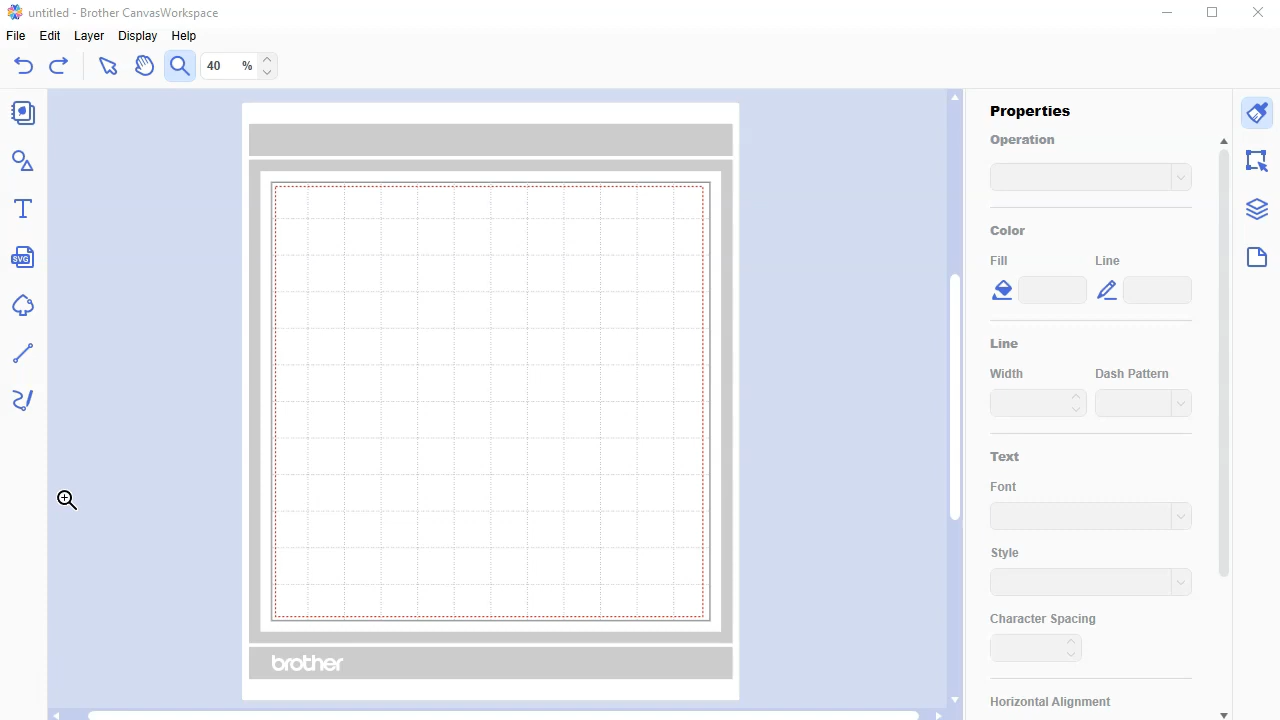 untitled - Brother CanvasWorkspace
File Edit Layer Display Help
40 %
SVG
brother
Properties
Operation
Color
Fill Line
Line
Width Dash Pattern
Text
Font
Style
Character Spacing
Horizontal Alignment